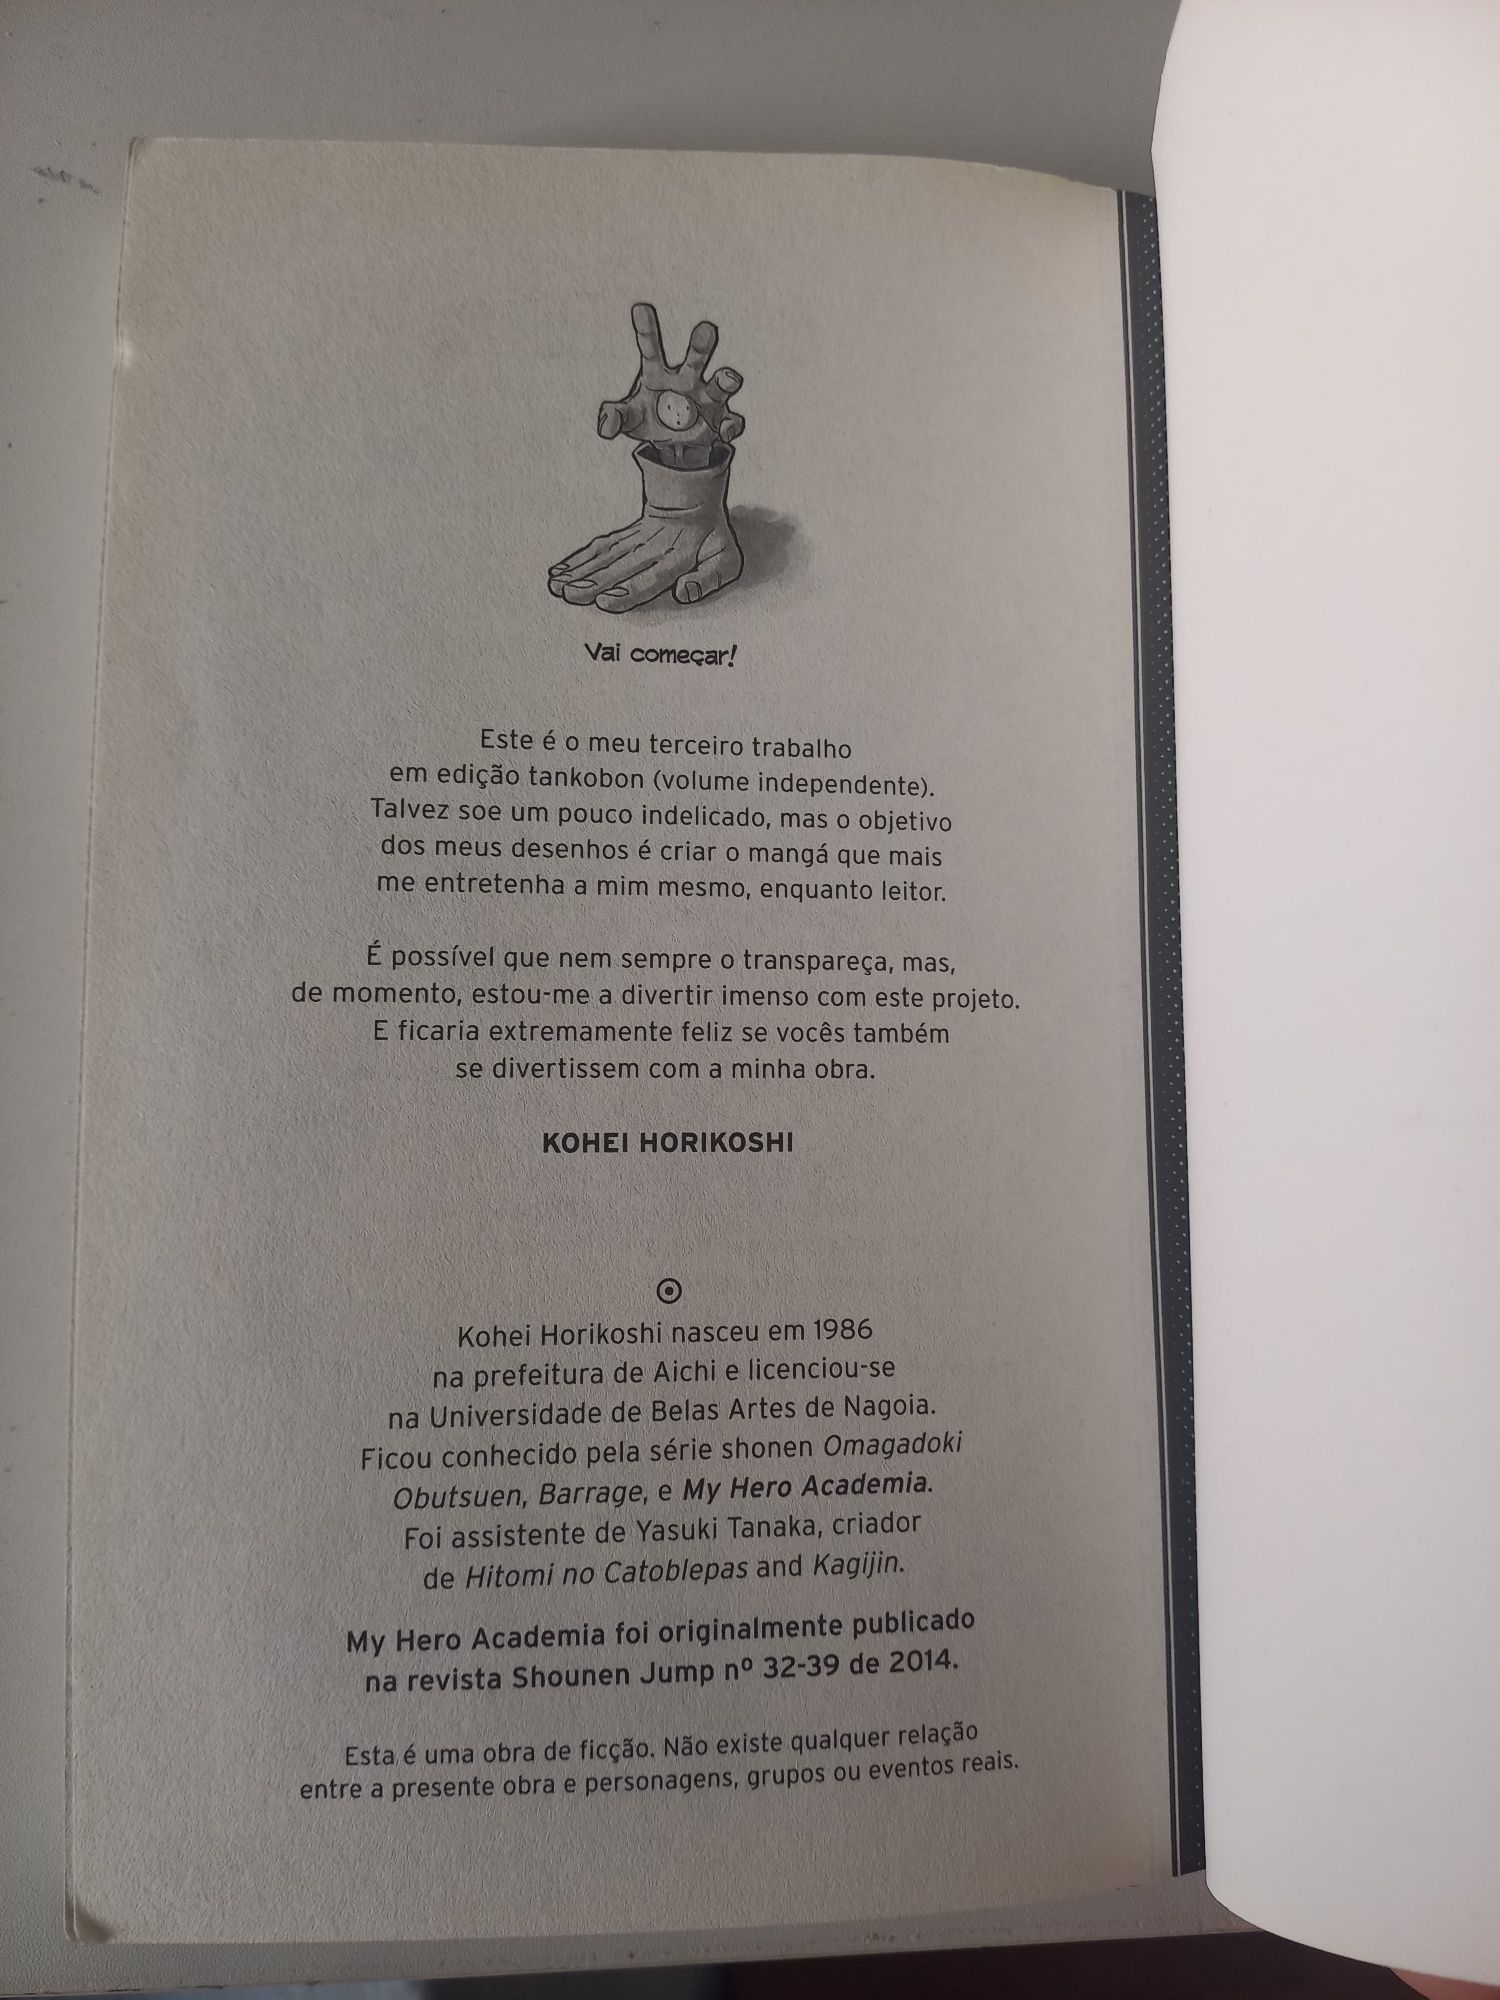 Vai começar!
Este é o meu terceiro trabalho
em edição tankobon (volume independente).
Talvez soe um pouco indelicado, mas o objetivo
dos meus desenhos é criar o mangá que mais
me entretenha a mim mesmo, enquanto leitor.
É possível que nem sempre o transpareça, mas,
de momento, estou-me a divertir imenso com este projeto.
E ficaria extremamente feliz se vocês também
se divertissem com a minha obra.
KOHEI HORIKOSHI
Kohei Horikoshi nasceu em 1986
na prefeitura de Aichi e licenciou-se
na Universidade de Belas Artes de Nagoia.
Ficou conhecido pela série shonen Omagadoki
Obutsuen, Barrage, e My Hero Academia.
Foi assistente de Yasuki Tanaka, criador
de Hitomi no Catoblepas and Kagijin.
My Hero Academia foi originalmente publicado
na revista Shounen Jump nº 32-39 de 2014.
Esta é uma obra de ficção. Não existe qualquer relação
entre a presente obra e personagens, grupos ou eventos reais.